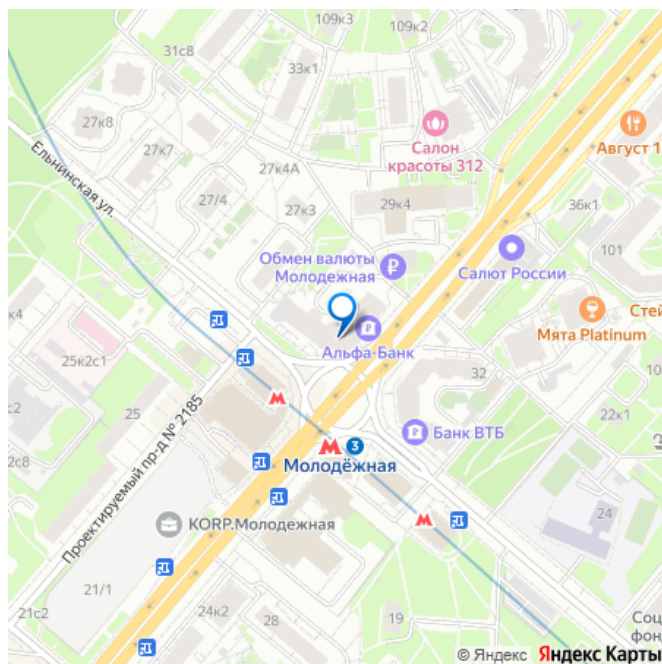 109к3
109к2
31с8
33к1
27к8
27к7
27к4А
27/4
27к3
Салон
красоты 312
Август 1
29к4
36к1
101
Ельнинская ул.
Обмен валюты
Молодежная
Салют России
Стей
Мята Platinum
к4
25к2с1
25
Альфа-Банк
32
22к1
с2
2с8
Проектируемый пр-д № 2185
Банк ВТБ
3
Молодёжная
24
KORP.Молодежная
21/1
21с2
24к2
28
19
Соц
фон
© Яндекс Яндекс Карты